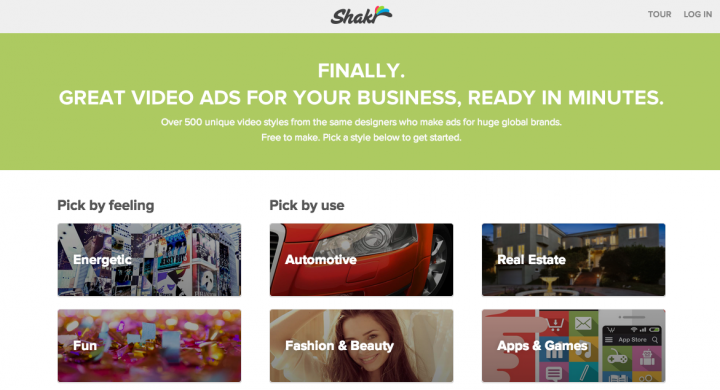 Shakr
TOUR LOG IN
FINALLY.
GREAT VIDEO ADS FOR YOUR BUSINESS, READY IN MINUTES.
Over 500 unique video styles from the same designers who make ads for huge global brands.
Free to make. Pick a style below to get started.
Pick by feeling
Pick by use
Energetic
JERSEY BOYS
Automotive
Real Estate
Fun
Fashion & Beauty
Apps & Games
App Store